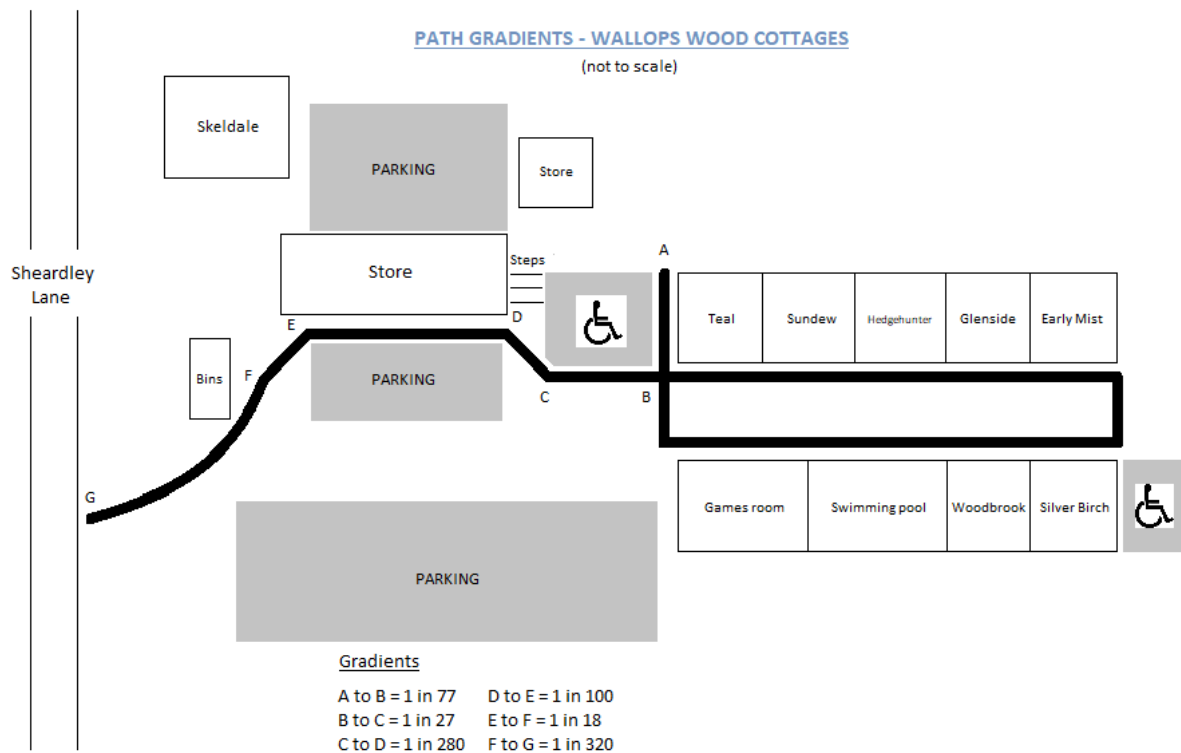 PATH GRADIENTS - WALLOPS WOOD COTTAGES
(not to scale)
Skeldale
PARKING
Store
Sheardley
Lane
Store
Steps
A
E
D
Teal
Sundew
Hedgehunter
Glenside
Early Mist
Bins
F
PARKING
C
B
G
Games room
Swimming pool
Woodbrook
Silver Birch
PARKING
Gradients
A to B = 1 in 77 D to E = 1 in 100
B to C = 1 in 27 E to F = 1 in 18
C to D = 1 in 280 F to G = 1 in 320